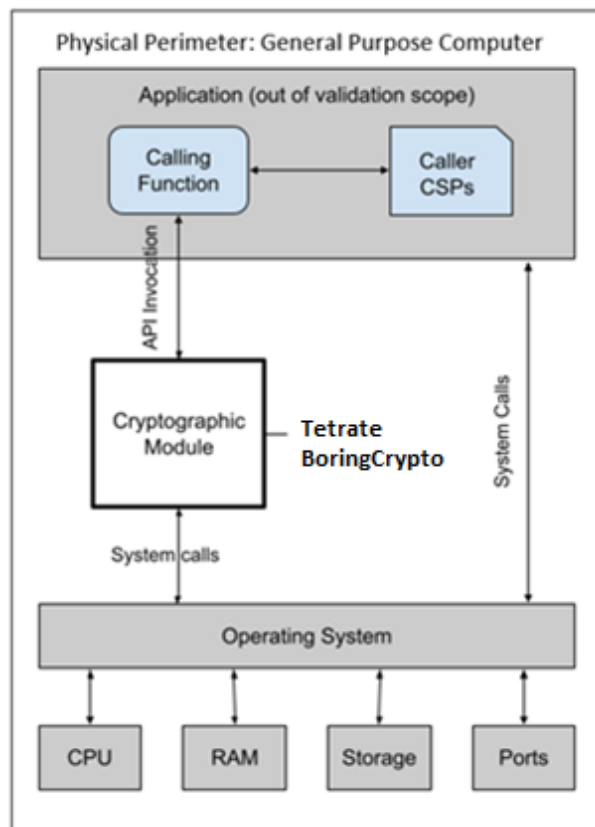 Physical Perimeter: General Purpose Computer
Application (out of validation scope)
Calling
Function
Caller
CSPs
API Invocation
Cryptographic
Module
Tetrate
BoringCrypto
System Calls
System calls
Operating System
CPU
RAM
Storage
Ports